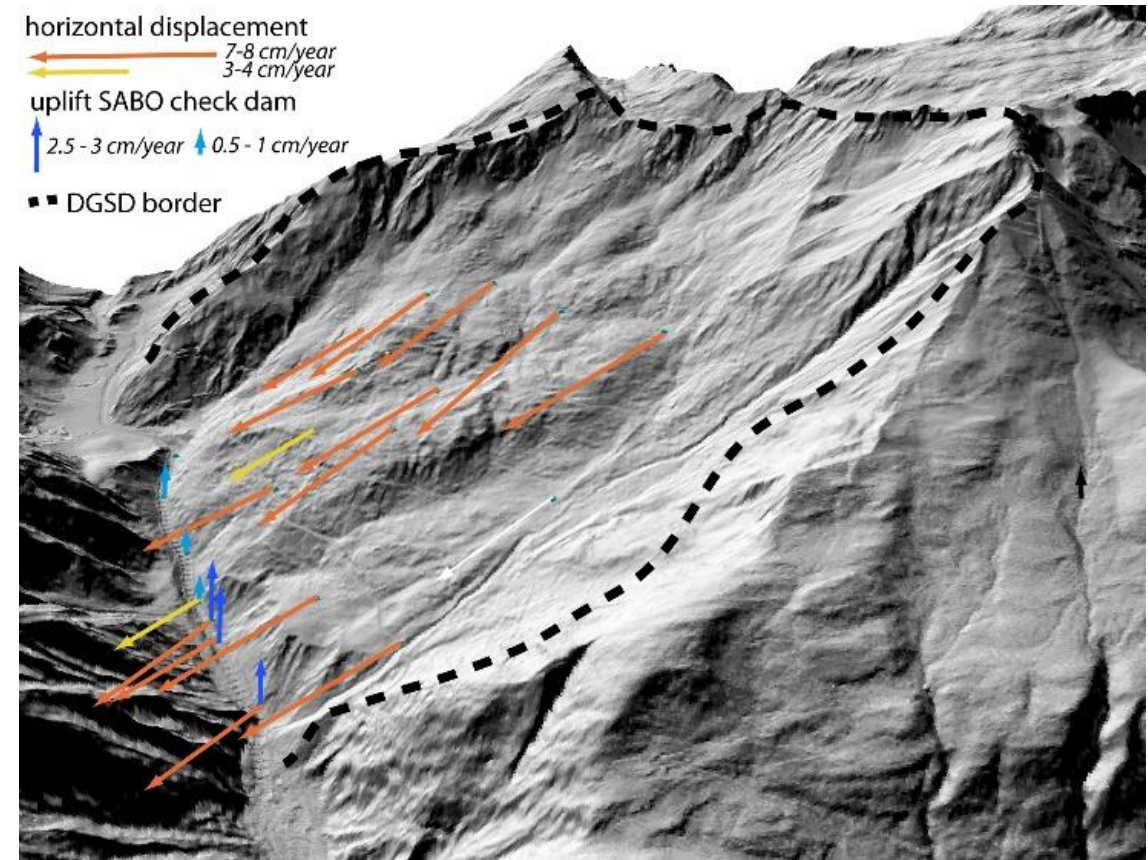 horizontal displacement
7-8 cm/year
3-4 cm/year
uplift SABO check dam
2.5 - 3 cm/year 0.5 - 1 cm/year
DGSD border